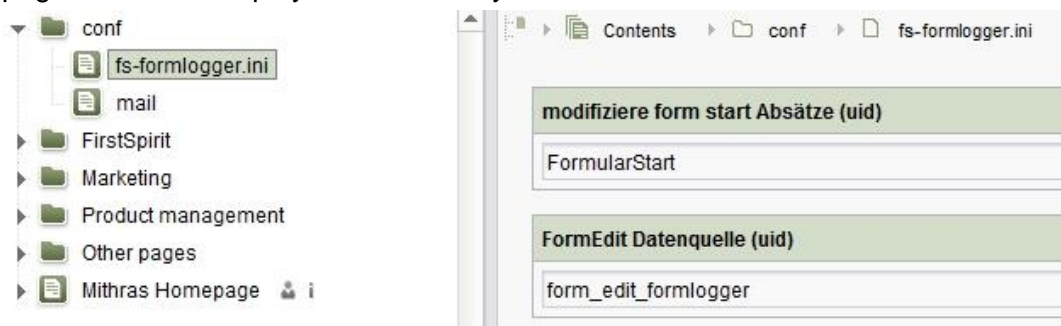 conf
fs-formlogger.ini
mail
FirstSpirit
Marketing
Product management
Other pages
Mithras Homepage i
Contents conf fs-formlogger.ini
modifiziere form start Absätze (uid)
FormularStart
FormEdit Datenquelle (uid)
form_edit_formlogger